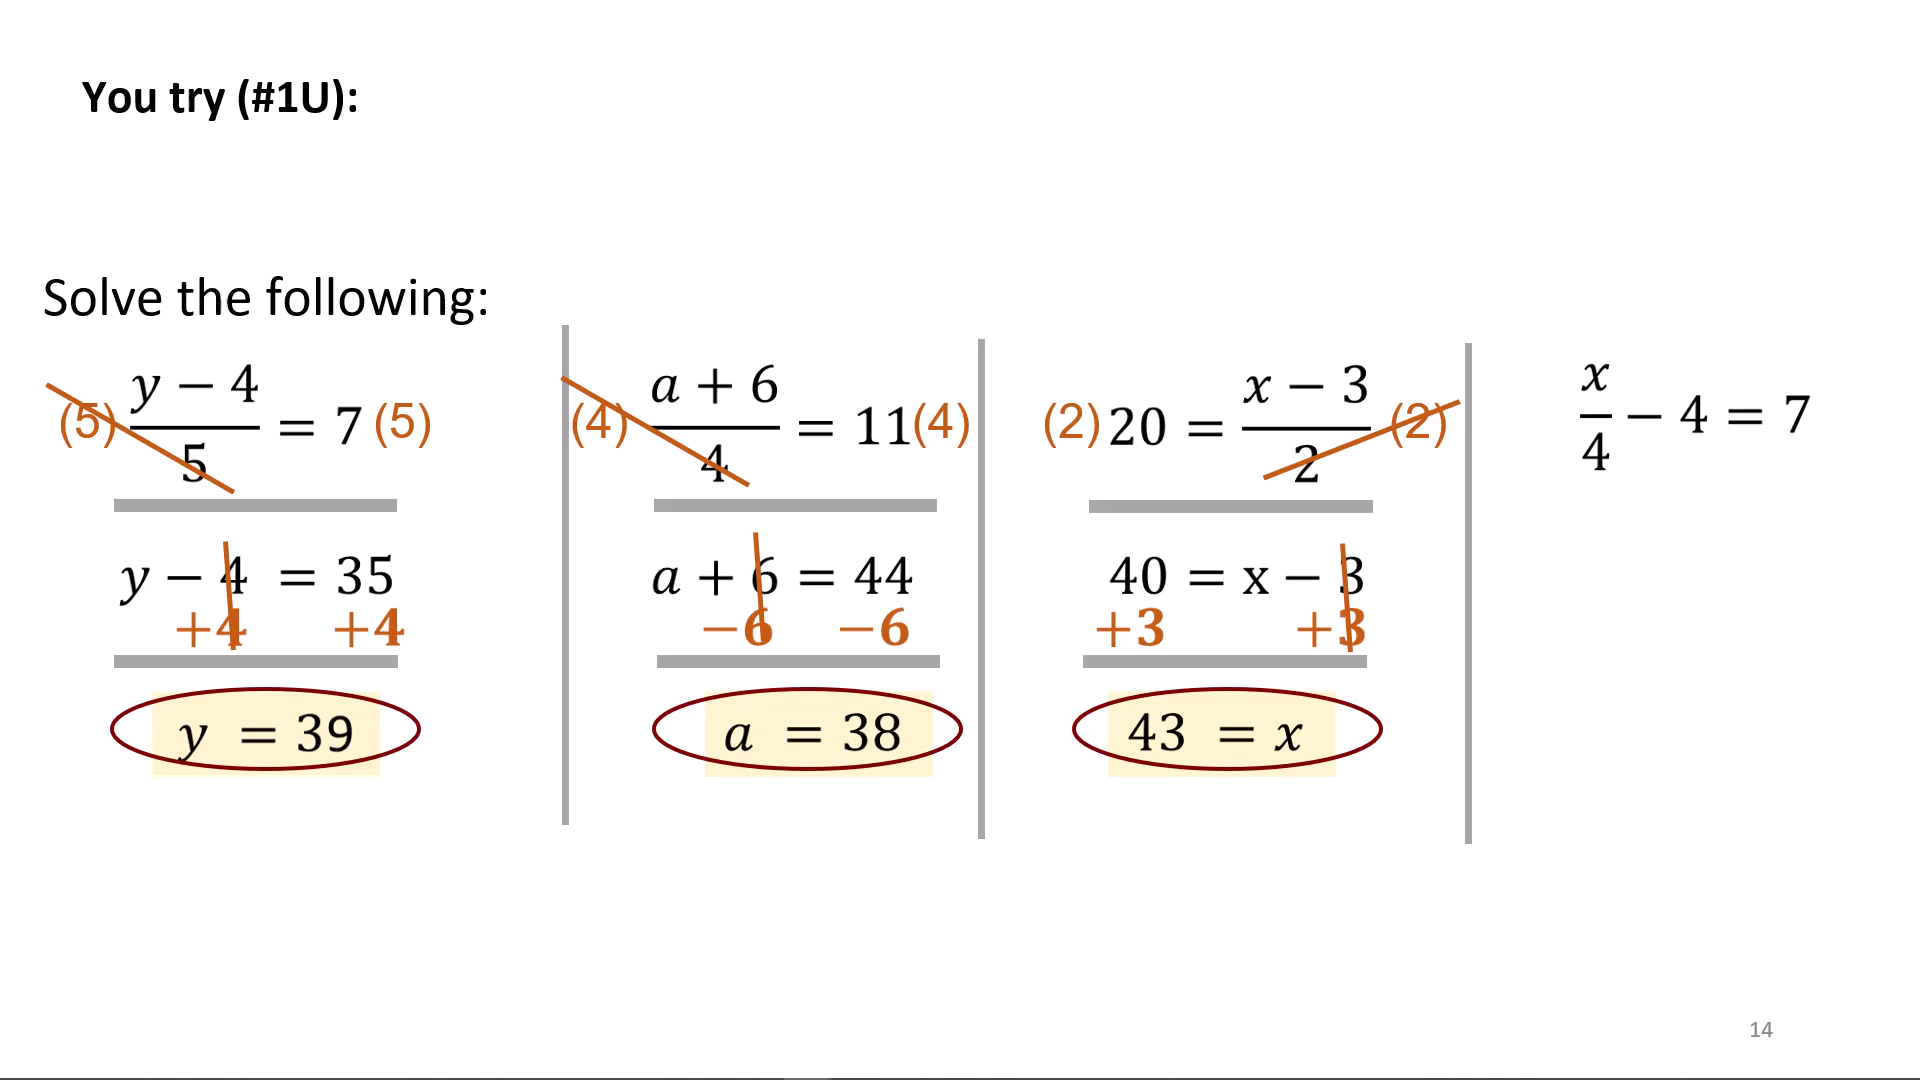 You try (#1U):
Solve the following:
(5) (y − 4)/5 = 7 (5)
y − 4 = 35
+4 +4
y = 39
(4) (a + 6)/4 = 11 (4)
a + 6 = 44
−6 −6
a = 38
(2) 20 = (x − 3)/2 (2)
40 = x − 3
+3 +3
43 = x
x/4 − 4 = 7
14